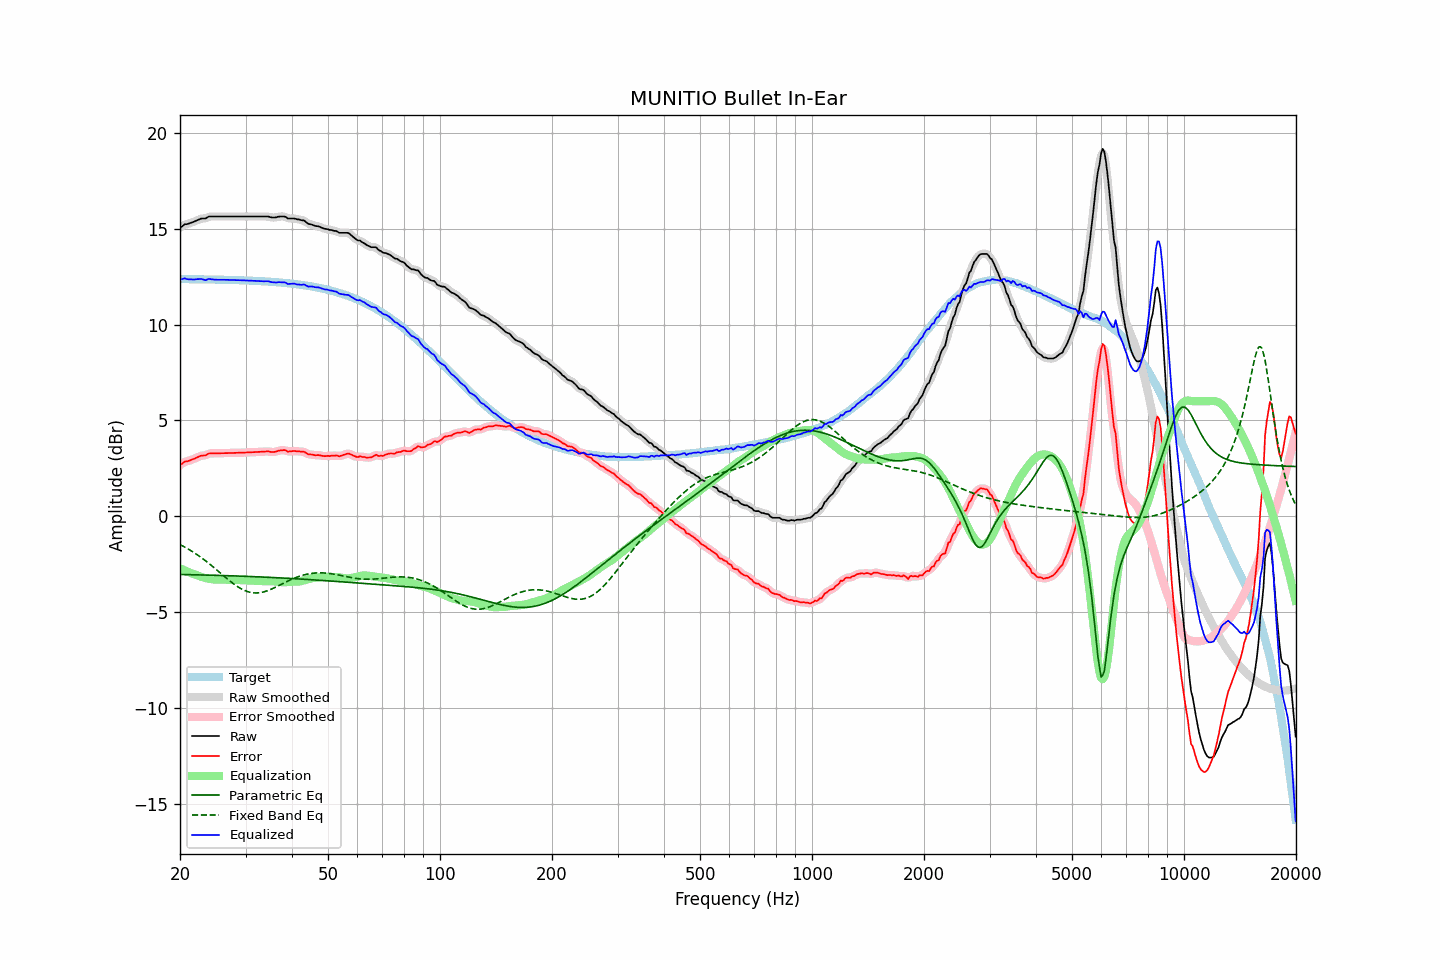 MUNITIO Bullet In-Ear
20
15
10
5
0
−5
−10
−15
Amplitude (dBr)
Target
Raw Smoothed
Error Smoothed
Raw
Error
Equalization
Parametric Eq
Fixed Band Eq
Equalized
20 50 100 200 500 1000 2000 5000 10000 20000
Frequency (Hz)